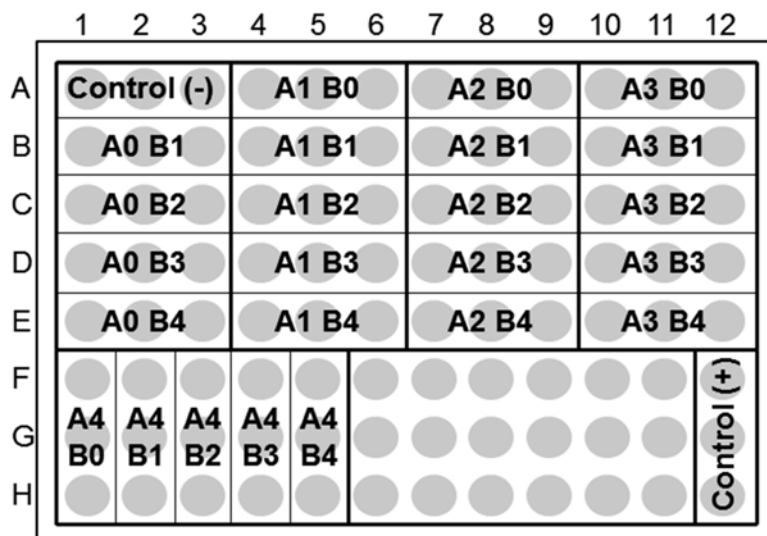 1 2 3 4 5 6 7 8 9 10 11 12
A Control (-) A1 B0 A2 B0 A3 B0
B A0 B1 A1 B1 A2 B1 A3 B1
C A0 B2 A1 B2 A2 B2 A3 B2
D A0 B3 A1 B3 A2 B3 A3 B3
E A0 B4 A1 B4 A2 B4 A3 B4
F
A4 A4 A4 A4 A4
G
B0 B1 B2 B3 B4
H
Control (+)